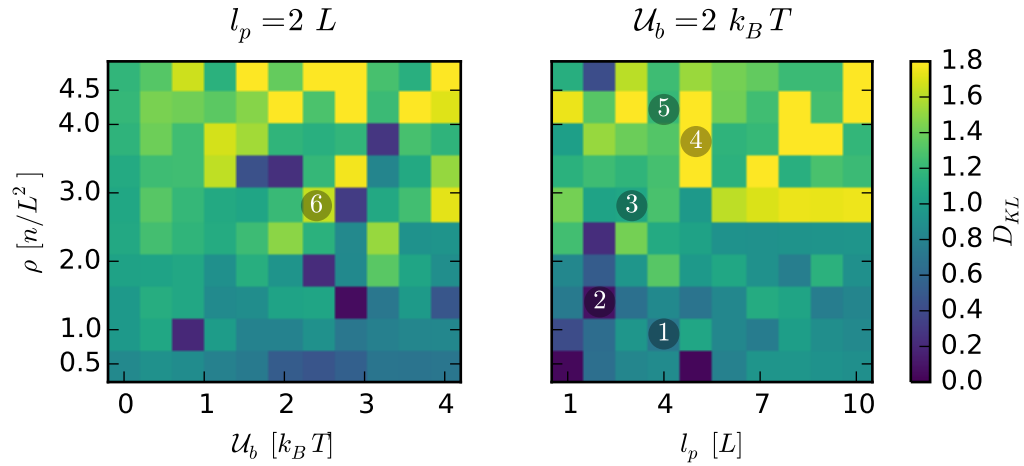 l_p = 2 L
U_b = 2 k_B T
4.5
4.0
3.0
2.0
1.0
0.5
ρ [n/L²]
0 1 2 3 4
U_b [k_B T]
6
5
4
3
2
1
1 4 7 10
l_p [L]
1.8
1.6
1.4
1.2
1.0
0.8
0.6
0.4
0.2
0.0
D_KL